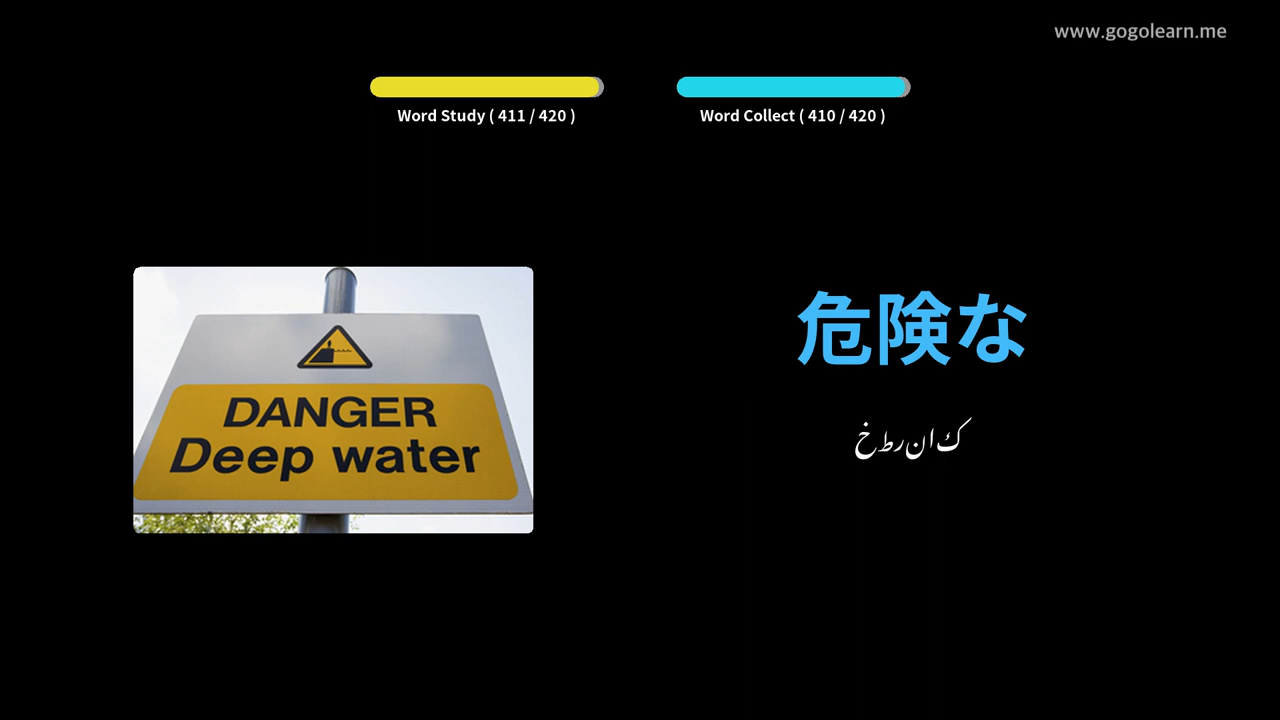 www.gogolearn.me
Word Study ( 411 / 420 )
Word Collect ( 410 / 420 )
DANGER
Deep water
危険な
خطرناک